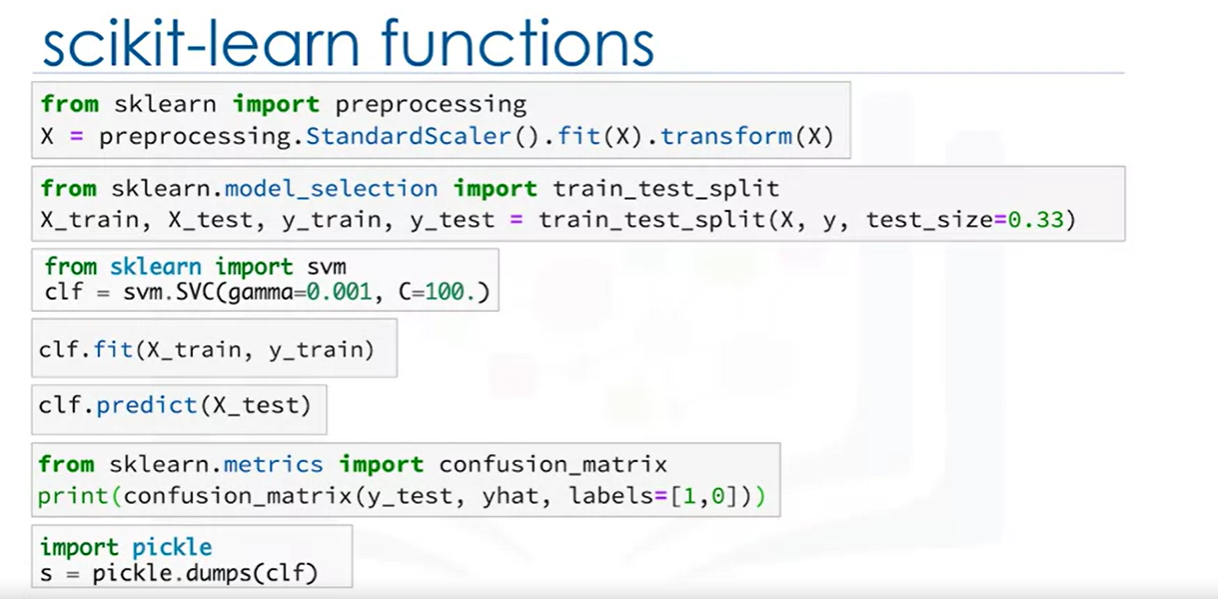 scikit-learn functions
from sklearn import preprocessing
X = preprocessing.StandardScaler().fit(X).transform(X)
from sklearn.model_selection import train_test_split
X_train, X_test, y_train, y_test = train_test_split(X, y, test_size=0.33)
from sklearn import svm
clf = svm.SVC(gamma=0.001, C=100.)
clf.fit(X_train, y_train)
clf.predict(X_test)
from sklearn.metrics import confusion_matrix
print(confusion_matrix(y_test, yhat, labels=[1,0]))
import pickle
s = pickle.dumps(clf)